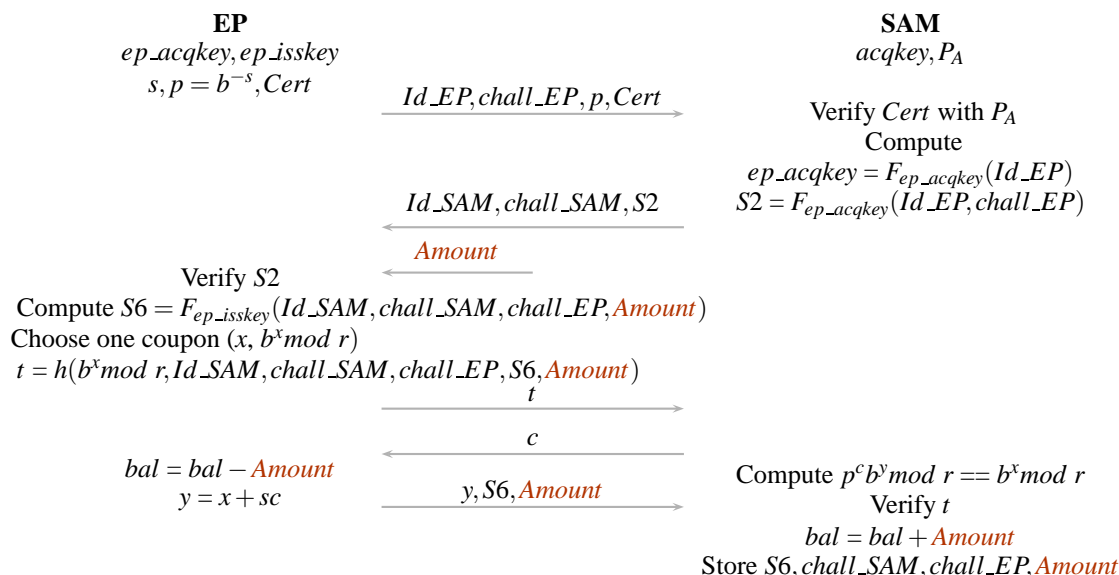 EP SAM
ep_acqkey, ep_isskey acqkey, P_A
s, p = b^{-s}, Cert
Id_EP, chall_EP, p, Cert
Verify Cert with P_A
Compute
ep_acqkey = F_{ep_acqkey}(Id_EP)
Id_SAM, chall_SAM, S2
S2 = F_{ep_acqkey}(Id_EP, chall_EP)
Amount
Verify S2
Compute S6 = F_{ep_isskey}(Id_SAM, chall_SAM, chall_EP, Amount)
Choose one coupon (x, b^x mod r)
t = h(b^x mod r, Id_SAM, chall_SAM, chall_EP, S6, Amount)
t
c
bal = bal − Amount
Compute p^c b^y mod r == b^x mod r
y = x + sc
y, S6, Amount
Verify t
bal = bal + Amount
Store S6, chall_SAM, chall_EP, Amount